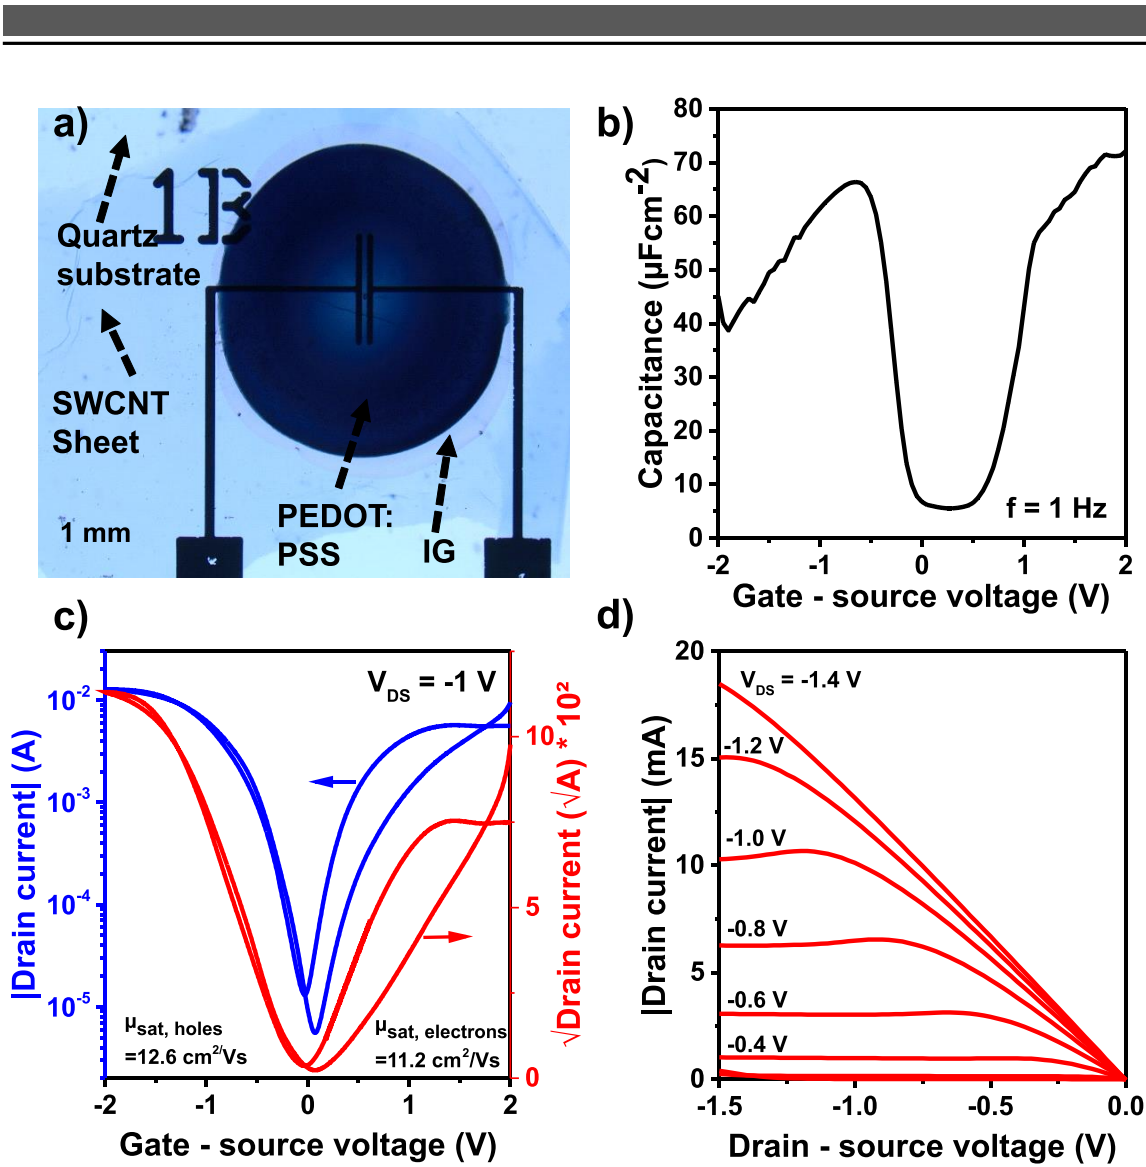 a)
1B
Quartz
substrate
SWCNT
Sheet
PEDOT:
PSS
IG
1 mm
b)
80
70
60
50
40
30
20
10
0
Capacitance (µFcm-2)
f = 1 Hz
-2
-1
0
1
2
Gate - source voltage (V)
c)
|Drain current| (A)
10-2
10-3
10-4
10-5
VDS = -1 V
µsat, holes
=12.6 cm2/Vs
µsat, electrons
=11.2 cm2/Vs
10
5
0
√Drain current (√A) * 10²
-2
-1
0
1
2
Gate - source voltage (V)
d)
|Drain current| (mA)
20
15
10
5
0
VDS = -1.4 V
-1.2 V
-1.0 V
-0.8 V
-0.6 V
-0.4 V
-1.5
-1.0
-0.5
0.0
Drain - source voltage (V)